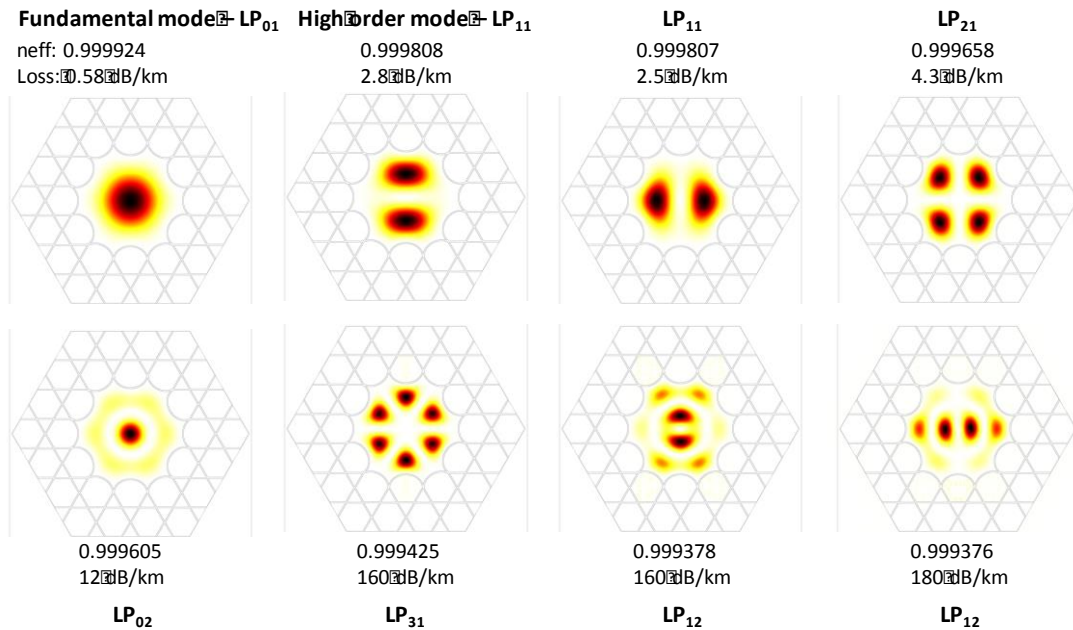 Fundamental mode – LP01 High order mode – LP11 LP11 LP21
neff: 0.999924 0.999808 0.999807 0.999658
Loss: 0.58 dB/km 2.8 dB/km 2.5 dB/km 4.3 dB/km
0.999605 0.999425 0.999378 0.999376
12 dB/km 160 dB/km 160 dB/km 180 dB/km
LP02 LP31 LP12 LP12